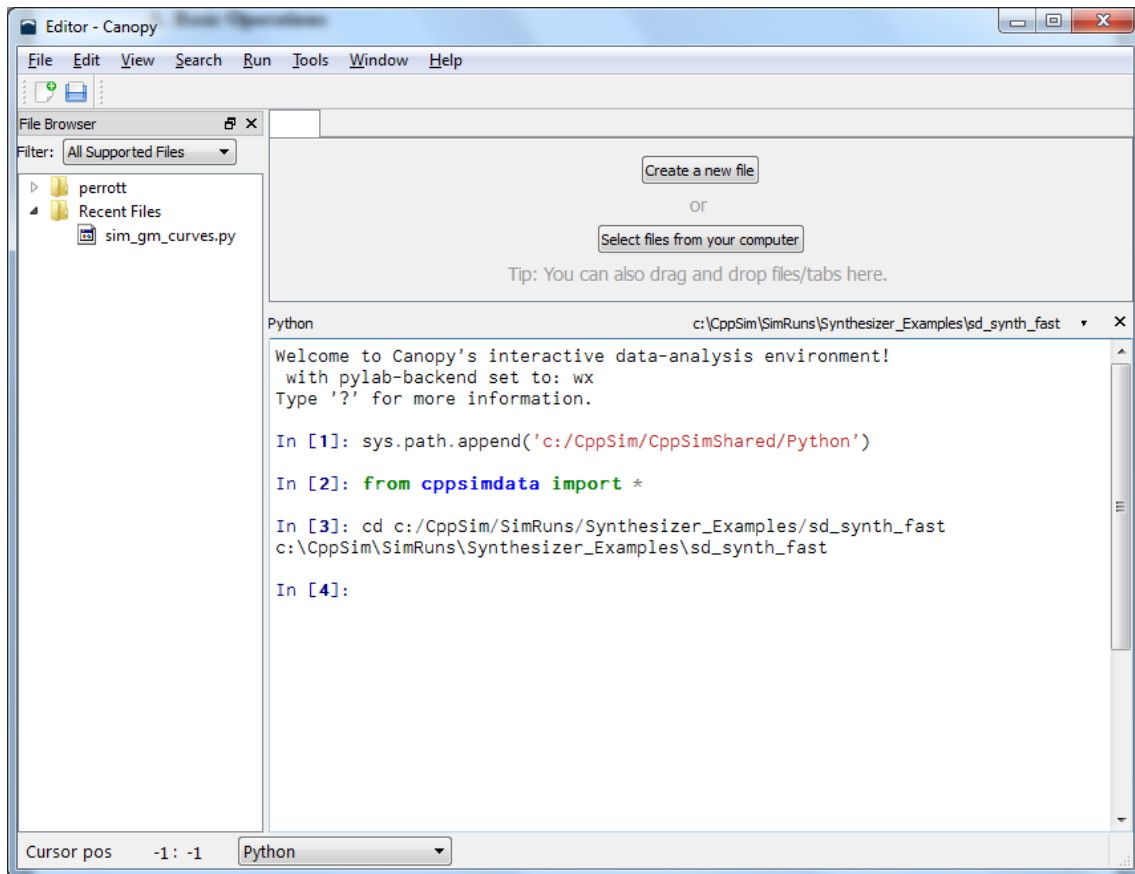 Editor - Canopy
File Edit View Search Run Tools Window Help
File Browser
Filter: All Supported Files
perrott
Recent Files
sim_gm_curves.py
Create a new file
or
Select files from your computer
Tip: You can also drag and drop files/tabs here.
Python c:\CppSim\SimRuns\Synthesizer_Examples\sd_synth_fast
Welcome to Canopy's interactive data-analysis environment!
with pylab-backend set to: wx
Type '?' for more information.
In [1]: sys.path.append('c:/CppSim/CppSimShared/Python')
In [2]: from cppsimdata import *
In [3]: cd c:/CppSim/SimRuns/Synthesizer_Examples/sd_synth_fast
c:\CppSim\SimRuns\Synthesizer_Examples\sd_synth_fast
In [4]:
Cursor pos -1 : -1 Python